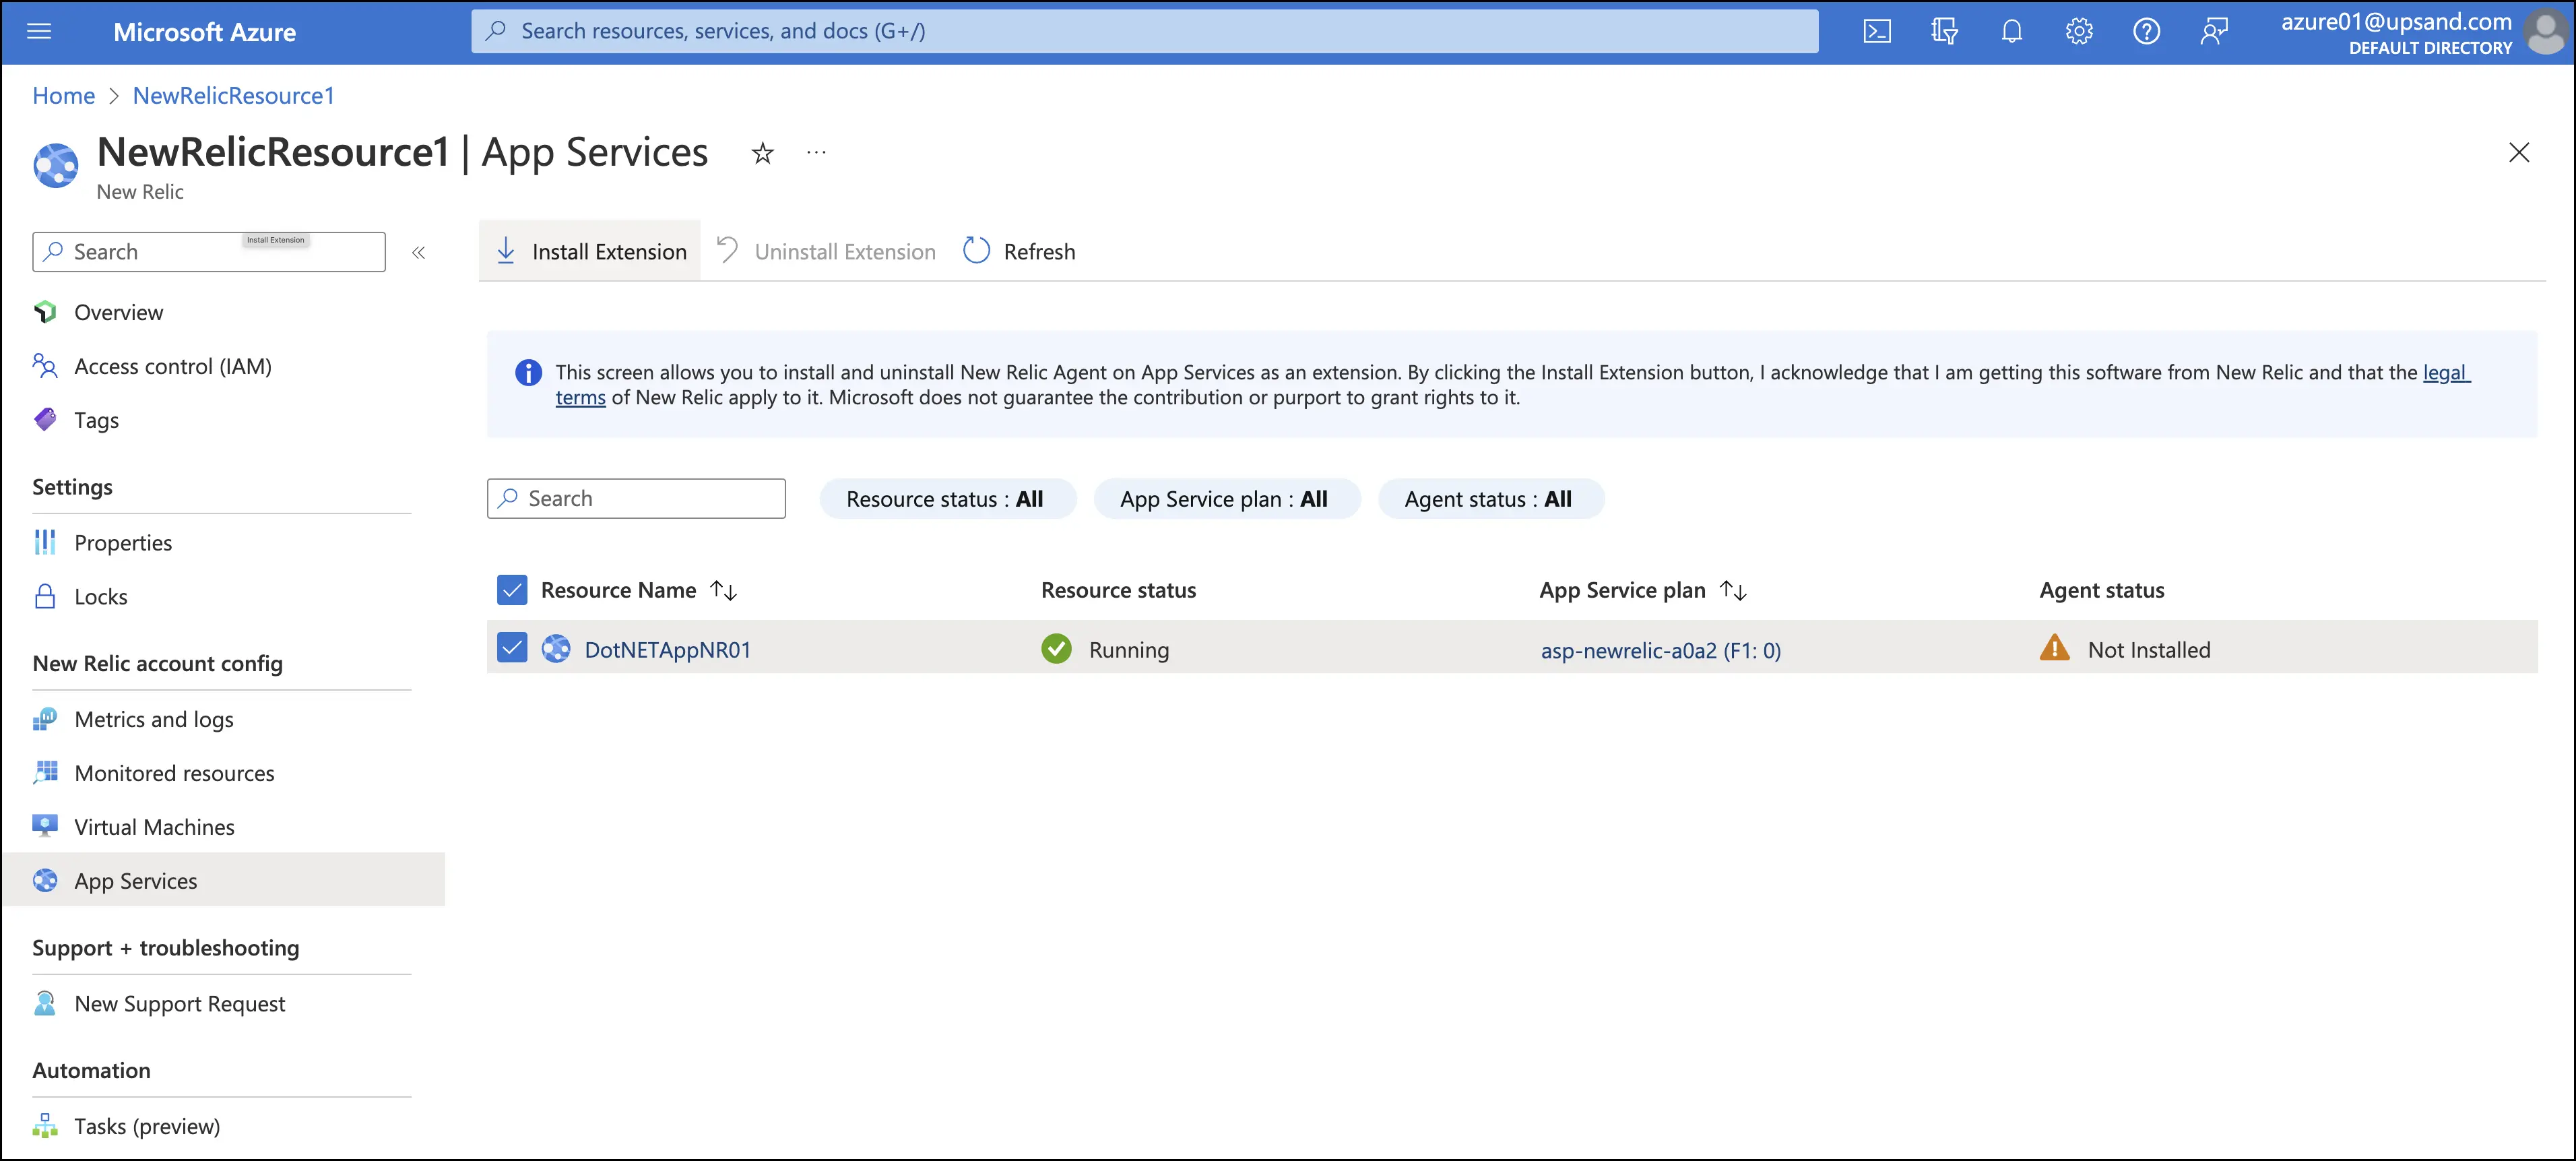 Microsoft Azure
Search resources, services, and docs (G+/)
azure01@upsand.com
DEFAULT DIRECTORY
Home > NewRelicResource1
NewRelicResource1 | App Services
New Relic
Search
Install Extension
Overview
Access control (IAM)
Tags
Settings
Properties
Locks
New Relic account config
Metrics and logs
Monitored resources
Virtual Machines
App Services
Support + troubleshooting
New Support Request
Automation
Tasks (preview)
Install Extension
Uninstall Extension
Refresh
This screen allows you to install and uninstall New Relic Agent on App Services as an extension. By clicking the Install Extension button, I acknowledge that I am getting this software from New Relic and that the legal
terms of New Relic apply to it. Microsoft does not guarantee the contribution or purport to grant rights to it.
Search
Resource status : All
App Service plan : All
Agent status : All
Resource Name ↑↓ Resource status App Service plan ↑↓ Agent status
DotNETAppNR01 Running asp-newrelic-a0a2 (F1: 0) Not Installed